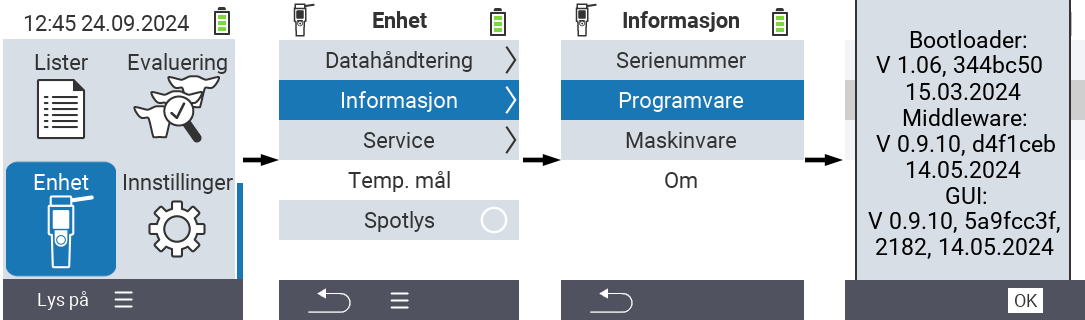 12:45 24.09.2024
Lister
Evaluering
Enhet
Innstillinger
Lys på
Enhet
Datahåndtering
Informasjon
Service
Temp. mål
Spotlys
Informasjon
Serienummer
Programvare
Maskinvare
Om
Bootloader:
V 1.06, 344bc50
15.03.2024
Middleware:
V 0.9.10, d4f1ceb
14.05.2024
GUI:
V 0.9.10, 5a9fcc3f,
2182, 14.05.2024
OK